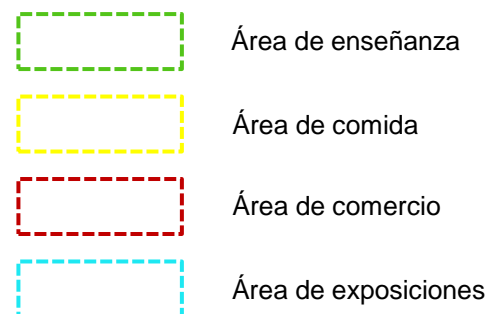 Área de enseñanza
Área de comida
Área de comercio
Área de exposiciones